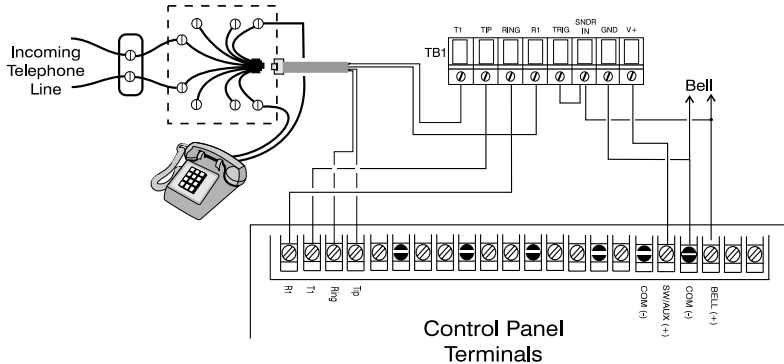 Incoming
Telephone
Line
TB1
T1 TIP RING R1 TRIG SNDR IN GND V+
Bell
R1 T1 Ring Tip COM (-) SW/AUX (+) COM (-) BELL (+)
Control Panel
Terminals